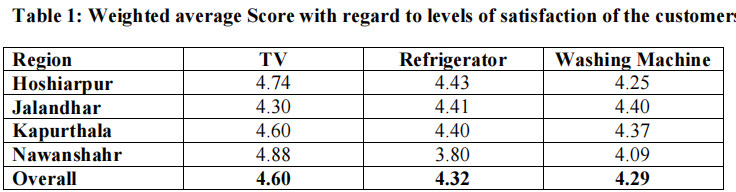 Table 1: Weighted average Score with regard to levels of satisfaction of the customers
Region TV Refrigerator Washing Machine
Hoshiarpur 4.74 4.43 4.25
Jalandhar 4.30 4.41 4.40
Kapurthala 4.60 4.40 4.37
Nawanshahr 4.88 3.80 4.09
Overall 4.60 4.32 4.29